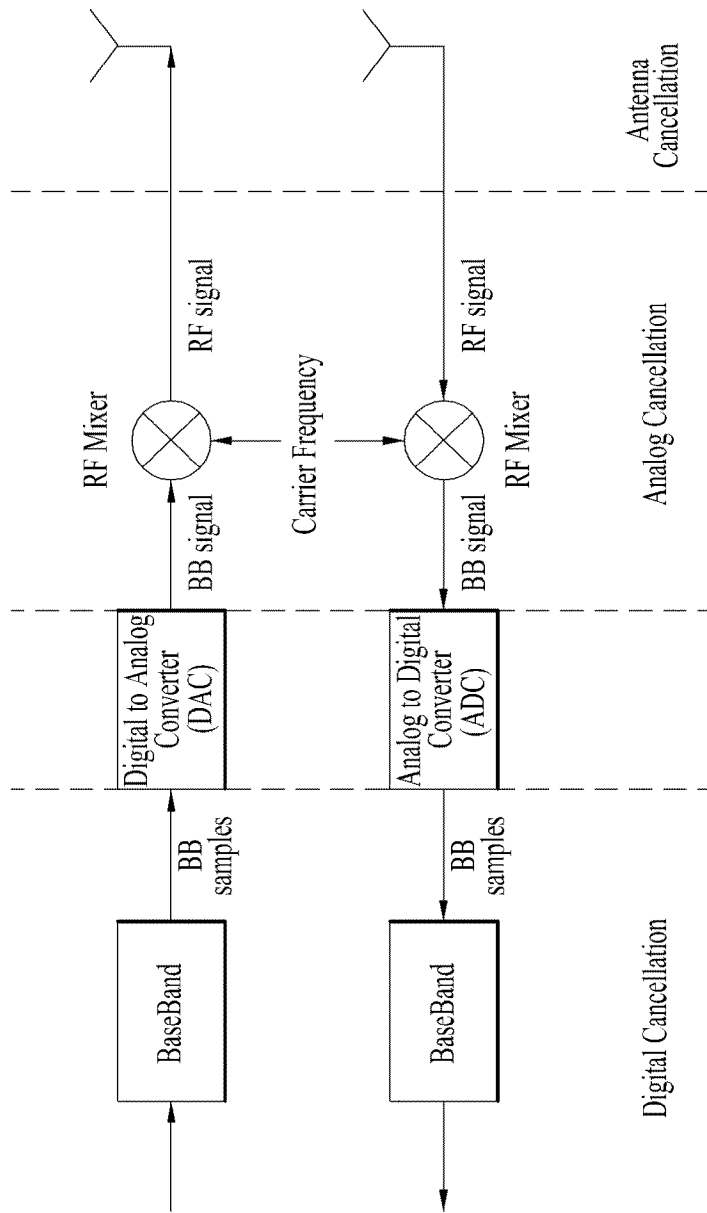 BaseBand
BB
samples
Digital to Analog
Converter
(DAC)
BB signal
RF Mixer
RF signal
Carrier Frequency
BaseBand
BB
samples
Analog to Digital
Converter
(ADC)
BB signal
RF Mixer
RF signal
Digital Cancellation
Analog Cancellation
Antenna
Cancellation